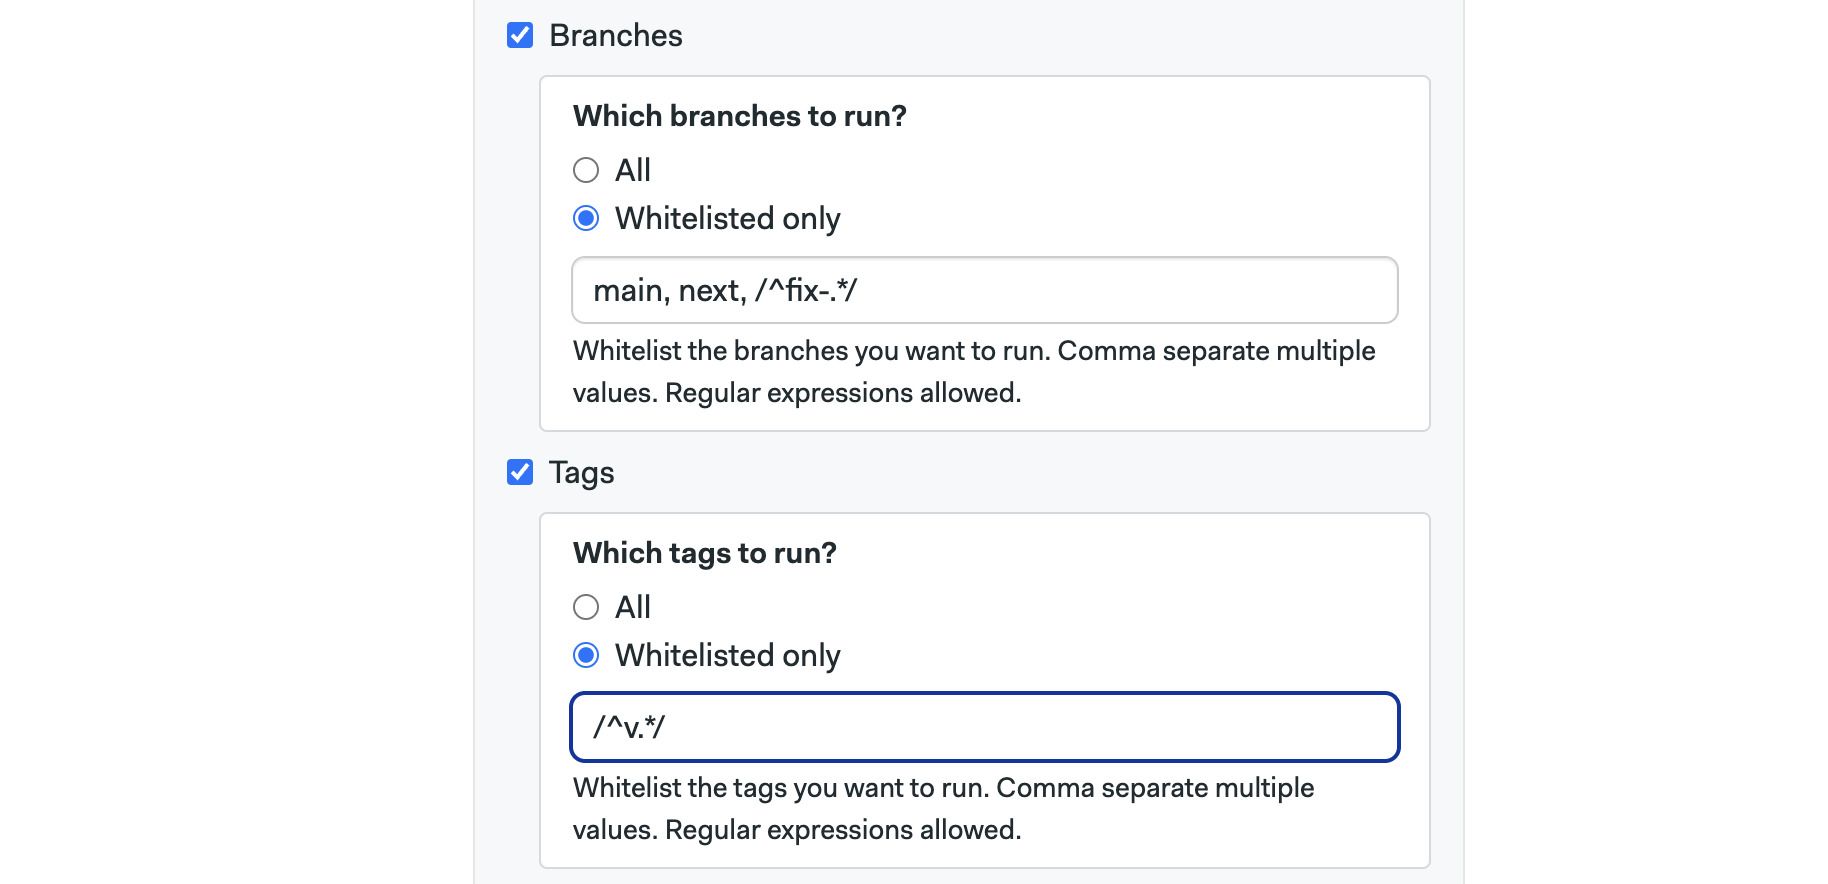 Branches
Which branches to run?
All
Whitelisted only
main, next, /^fix-.*/
Whitelist the branches you want to run. Comma separate multiple
values. Regular expressions allowed.
Tags
Which tags to run?
All
Whitelisted only
/^v.*/
Whitelist the tags you want to run. Comma separate multiple
values. Regular expressions allowed.